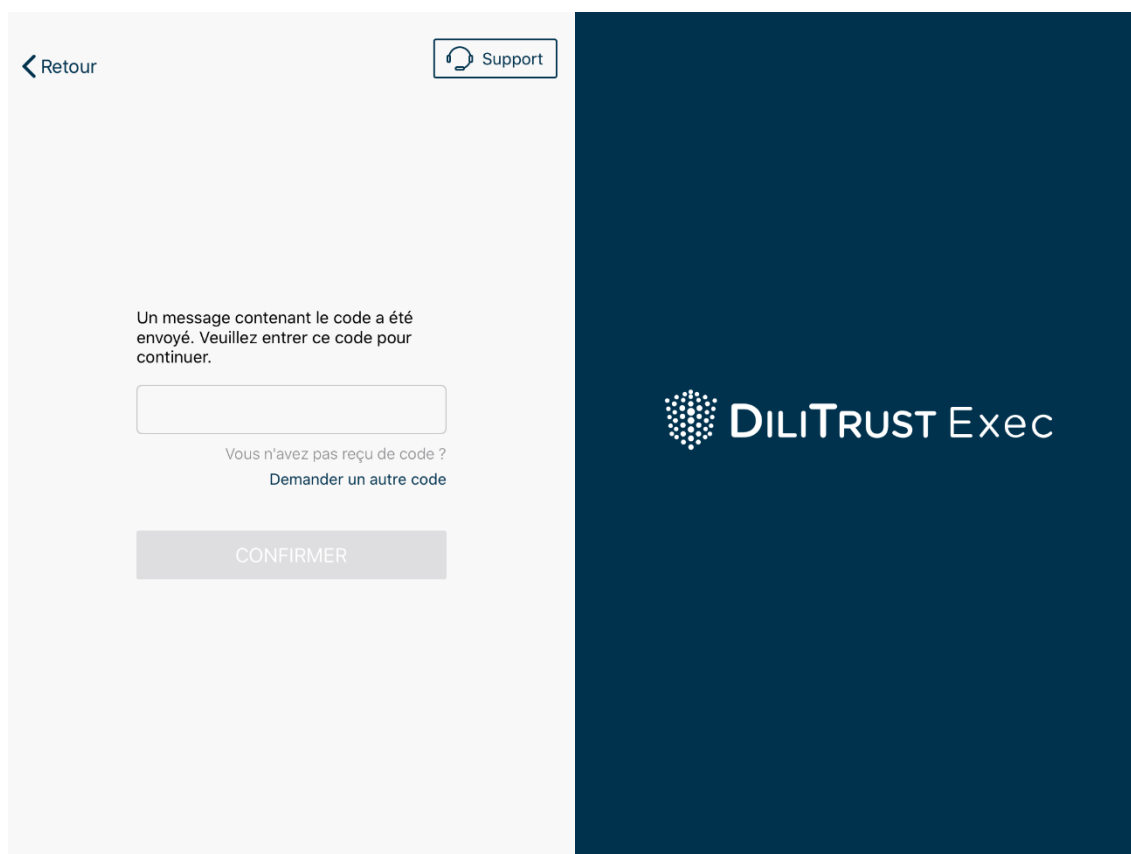 Retour
Support
Un message contenant le code a été
envoyé. Veuillez entrer ce code pour
continuer.
Vous n'avez pas reçu de code ?
Demander un autre code
CONFIRMER
DILITRUST Exec